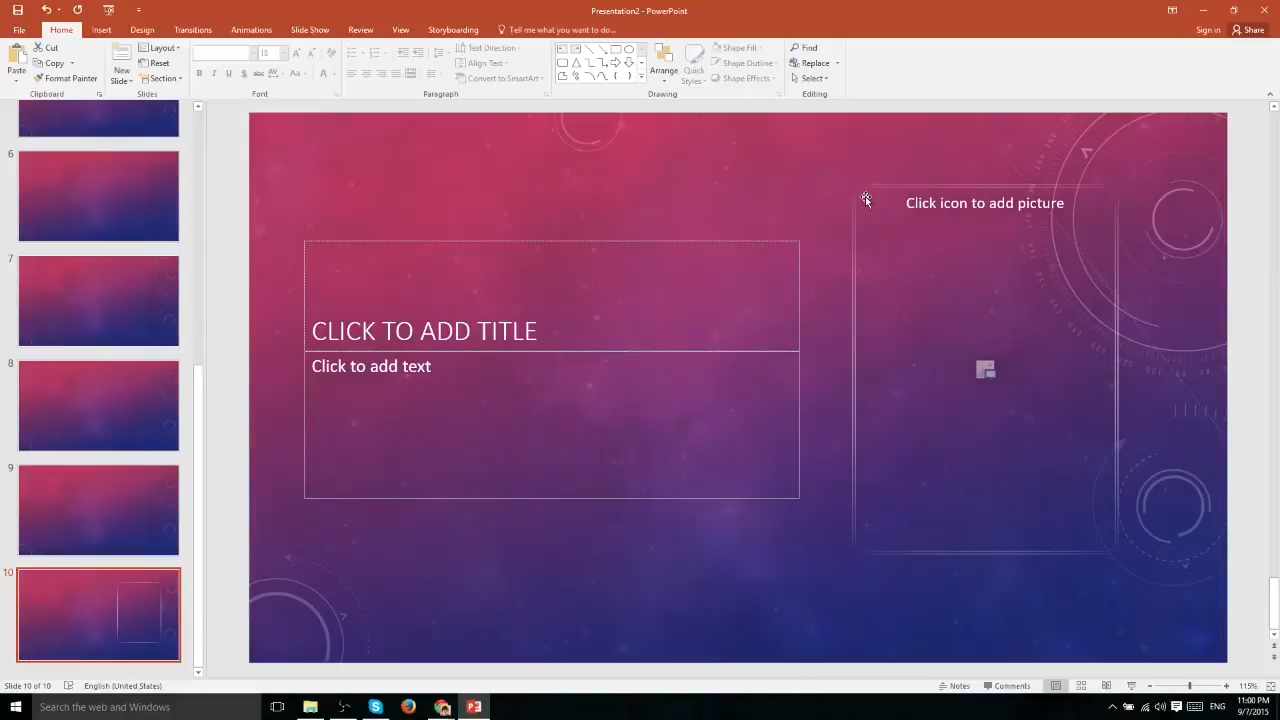 Presentation2 - PowerPoint
File Home Insert Design Transitions Animations Slide Show Review View Storyboarding Tell me what you want to do... Sign in Share
Paste Cut Copy Format Painter Clipboard
New Slide Layout Reset Section Slides
18 B I U S abc AV Aa A Font
Text Direction Align Text Convert to SmartArt Paragraph
Arrange Quick Styles Shape Fill Shape Outline Shape Effects Drawing
Find Replace Select Editing
6
7
8
9
10
Click icon to add picture
CLICK TO ADD TITLE
Click to add text
Slide 10 of 10 English (United States) Notes Comments 115%
Search the web and Windows
11:00 PM
9/7/2015